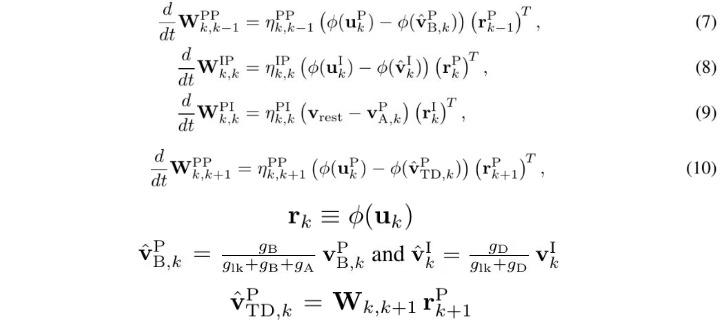 d/dt W^PP_{k,k−1} = η^PP_{k,k−1} (φ(u^P_k) − φ(v̂^P_{B,k})) (r^P_{k−1})^T , (7)
d/dt W^IP_{k,k} = η^IP_{k,k} (φ(u^I_k) − φ(v̂^I_k)) (r^P_k)^T , (8)
d/dt W^PI_{k,k} = η^PI_{k,k} (v_rest − v^P_{A,k}) (r^I_k)^T , (9)
d/dt W^PP_{k,k+1} = η^PP_{k,k+1} (φ(u^P_k) − φ(v̂^P_{TD,k})) (r^P_{k+1})^T , (10)
r_k ≡ φ(u_k)
v̂^P_{B,k} = g_B/(g_lk+g_B+g_A) v^P_{B,k} and v̂^I_k = g_D/(g_lk+g_D) v^I_k
v̂^P_{TD,k} = W_{k,k+1} r^P_{k+1}